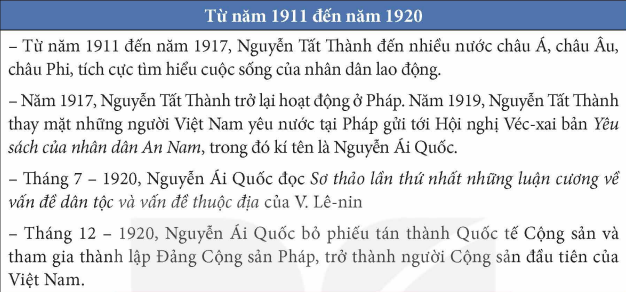 Từ năm 1911 đến năm 1920
– Từ năm 1911 đến năm 1917, Nguyễn Tất Thành đến nhiều nước châu Á, châu Âu,
châu Phi, tích cực tìm hiểu cuộc sống của nhân dân lao động.
– Năm 1917, Nguyễn Tất Thành trở lại hoạt động ở Pháp. Năm 1919, Nguyễn Tất Thành
thay mặt những người Việt Nam yêu nước tại Pháp gửi tới Hội nghị Véc-xai bản Yêu
sách của nhân dân An Nam, trong đó kí tên là Nguyễn Ái Quốc.
– Tháng 7 – 1920, Nguyễn Ái Quốc đọc Sơ thảo lần thứ nhất những luận cương về
vấn đề dân tộc và vấn đề thuộc địa của V. Lê-nin
– Tháng 12 – 1920, Nguyễn Ái Quốc bỏ phiếu tán thành Quốc tế Cộng sản và
tham gia thành lập Đảng Cộng sản Pháp, trở thành người Cộng sản đầu tiên của
Việt Nam.